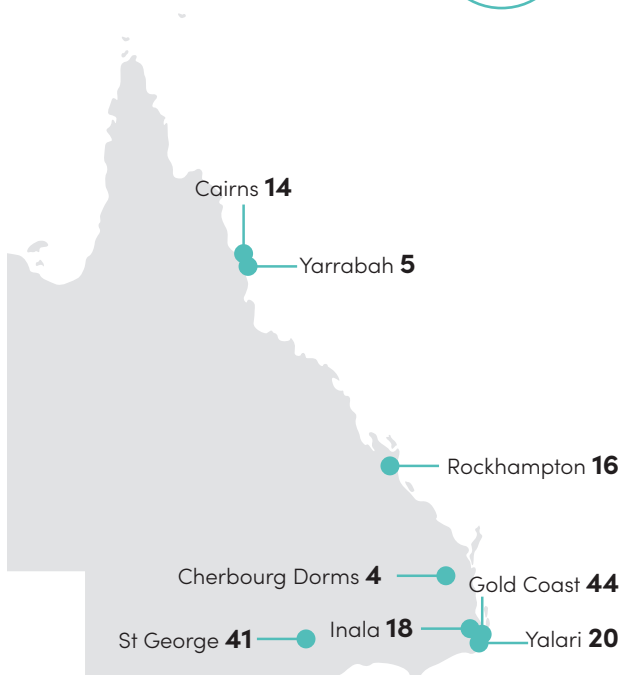 Cairns 14
Yarrabah 5
Rockhampton 16
Cherbourg Dorms 4
Gold Coast 44
St George 41
Inala 18
Yalari 20